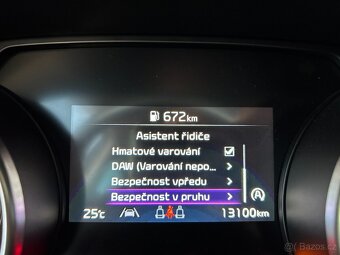 672km
Asistent řidiče
Hmatové varování
DAW (Varování nepo...
Bezpečnost vpředu
Bezpečnost v pruhu
25°c
13100km
bazos.cz